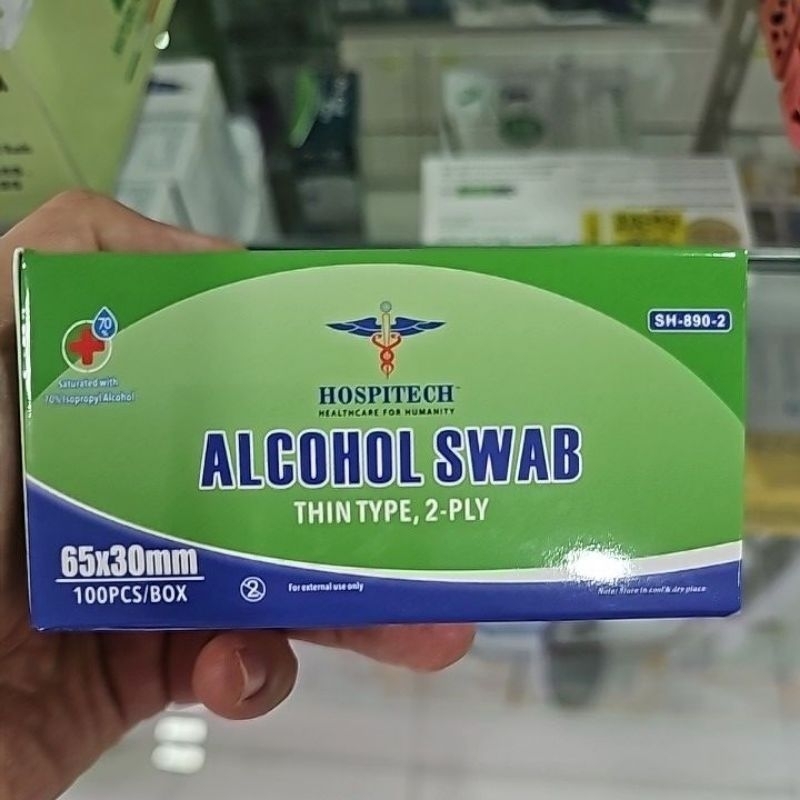 70
%
SH-890-2
Saturated with
70% Isopropyl Alcohol
HOSPITECH™
HEALTHCARE FOR HUMANITY
ALCOHOL SWAB
THIN TYPE, 2-PLY
65x30mm
100PCS/BOX
2
For external use only
Note: Store in cool & dry place